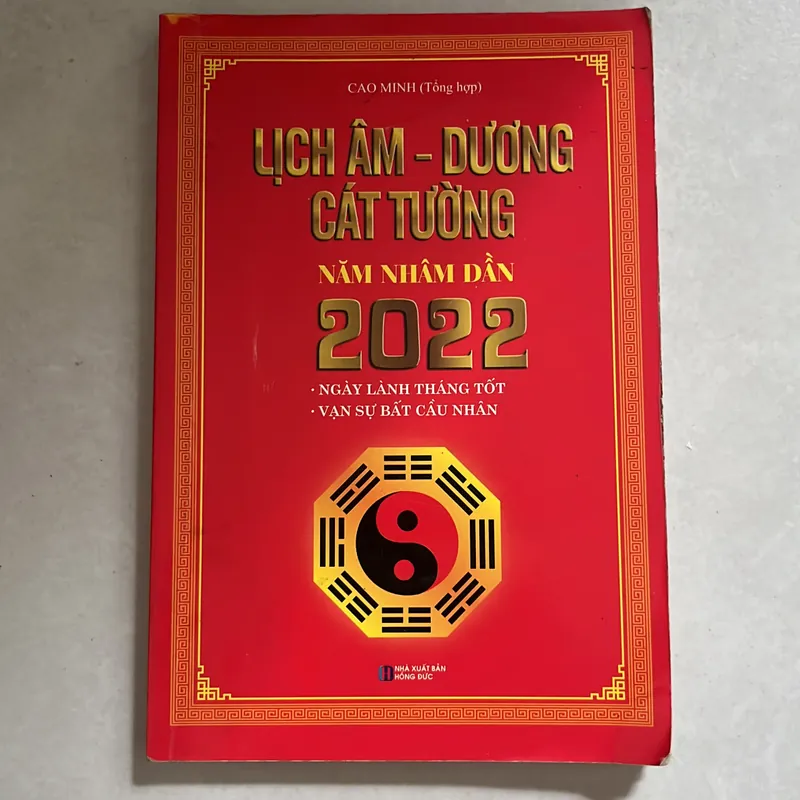 CAO MINH (Tổng hợp)
LỊCH ÂM - DƯƠNG
CÁT TƯỜNG
NĂM NHÂM DẦN
2022
• NGÀY LÀNH THÁNG TỐT
• VẠN SỰ BẤT CẦU NHÂN
NHÀ XUẤT BẢN
HỒNG ĐỨC